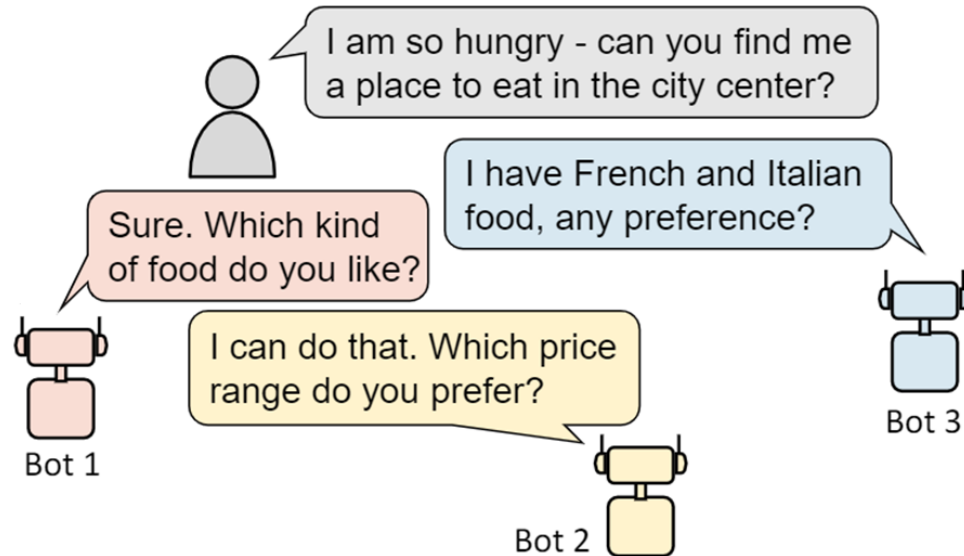 I am so hungry - can you find me
a place to eat in the city center?
I have French and Italian
food, any preference?
Sure. Which kind
of food do you like?
I can do that. Which price
range do you prefer?
Bot 3
Bot 1
Bot 2